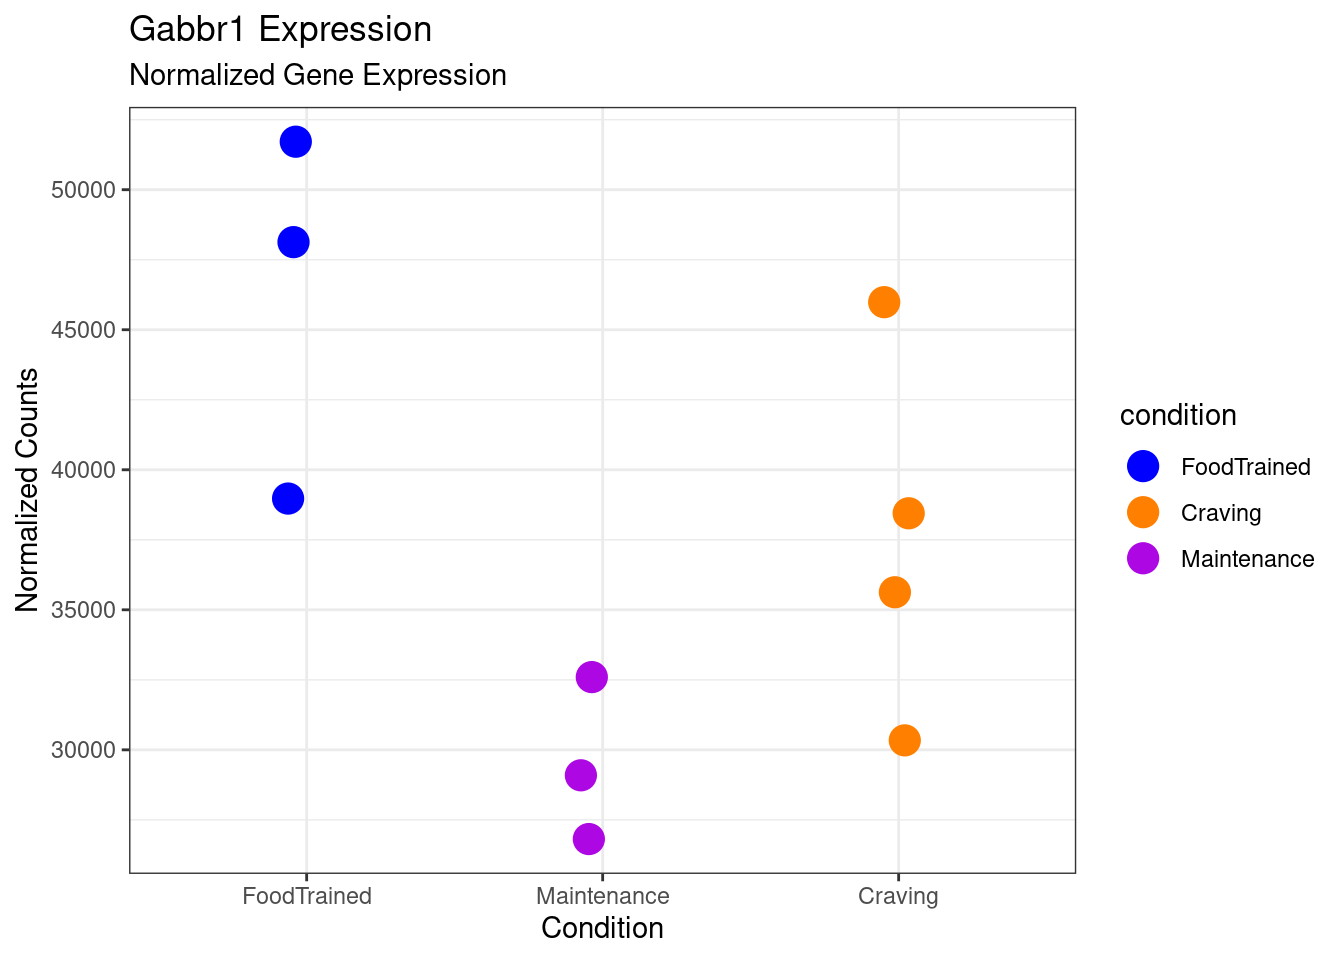 Gabbr1 Expression
Normalized Gene Expression
Normalized Counts
50000
45000
40000
35000
30000
FoodTrained
Maintenance
Craving
Condition
condition
FoodTrained
Craving
Maintenance